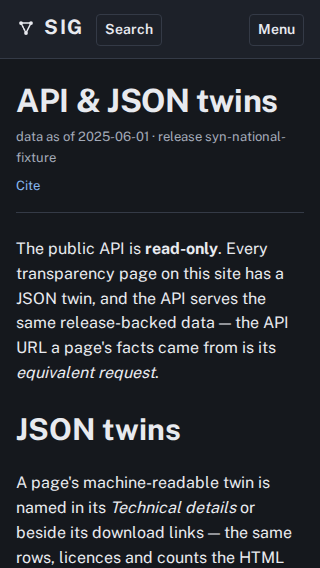 SIG
Search
Menu
API & JSON twins
data as of 2025-06-01 · release syn-national-
fixture
Cite
The public API is read-only. Every
transparency page on this site has a
JSON twin, and the API serves the
same release-backed data — the API
URL a page's facts came from is its
equivalent request.
JSON twins
A page's machine-readable twin is
named in its Technical details or
beside its download links — the same
rows, licences and counts the HTML